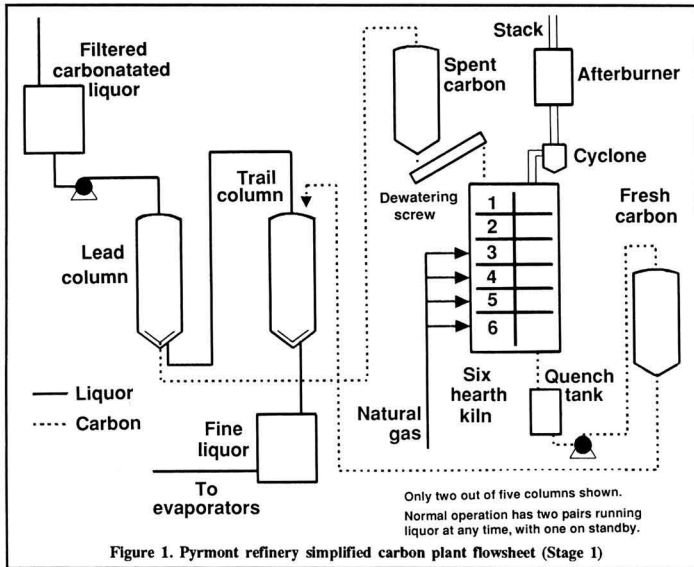 Filtered
carbonatated
liquor
Stack
Spent
carbon
Afterburner
Cyclone
Trail
column
Dewatering
screw
Fresh
carbon
Lead
column
1
2
3
4
5
6
Liquor
Carbon
Fine
liquor
Natural
gas
Six
hearth
kiln
Quench
tank
To
evaporators
Only two out of five columns shown.
Normal operation has two pairs running
liquor at any time, with one on standby.
Figure 1. Pyrmont refinery simplified carbon plant flowsheet (Stage 1)